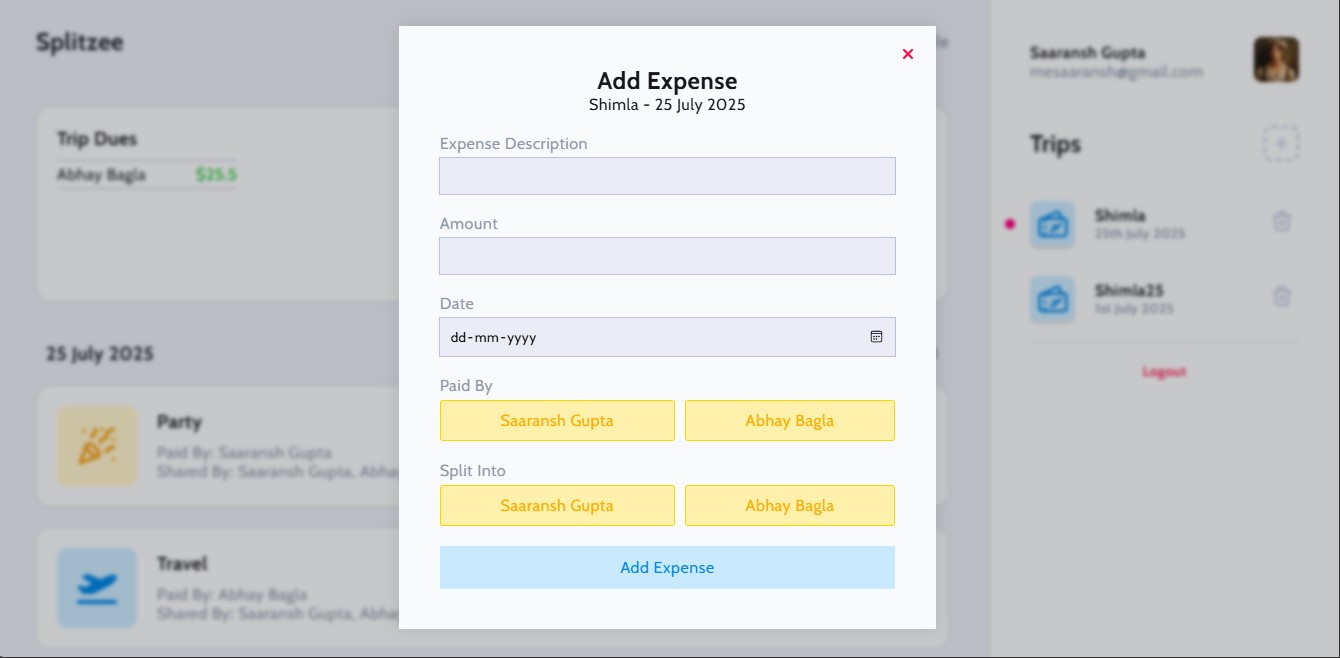 Splitzee
Trip Dues
Abhay Bagla $25.5
25 July 2025
Party
Paid By: Saaransh Gupta
Shared By: Saaransh Gupta, Abhay
Travel
Paid By: Abhay Bagla
Shared By: Saaransh Gupta, Abhay
Add Expense
Shimla - 25 July 2025
Expense Description
Amount
Date
dd-mm-yyyy
Paid By
Saaransh Gupta Abhay Bagla
Split Into
Saaransh Gupta Abhay Bagla
Add Expense
Saaransh Gupta
mesaaransh@gmail.com
Trips
Shimla
25th July 2025
Shimla25
1st July 2025
Logout